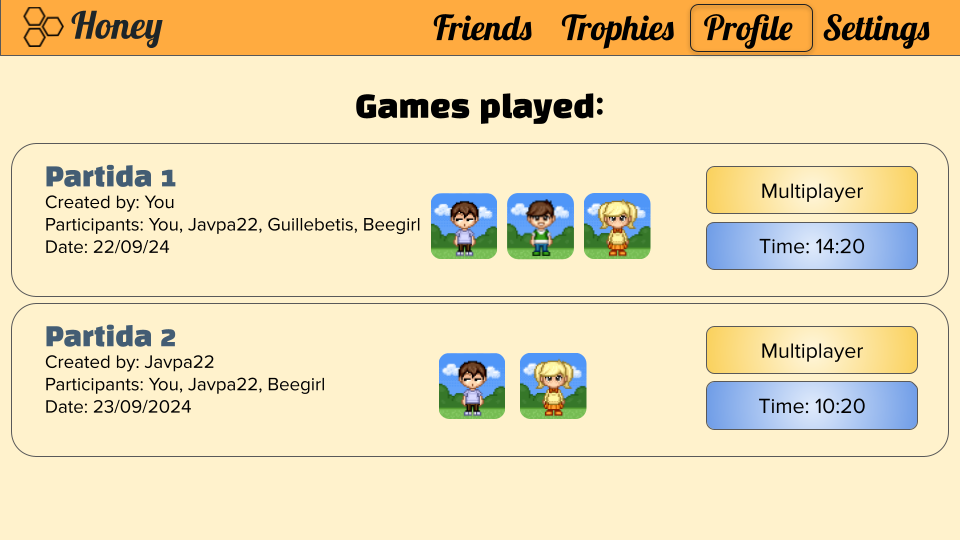 Honey Friends Trophies Profile Settings
Games played:
Partida 1
Created by: You
Participants: You, Javpa22, Guillebetis, Beegirl
Date: 22/09/24
Multiplayer
Time: 14:20
Partida 2
Created by: Javpa22
Participants: You, Javpa22, Beegirl
Date: 23/09/2024
Multiplayer
Time: 10:20